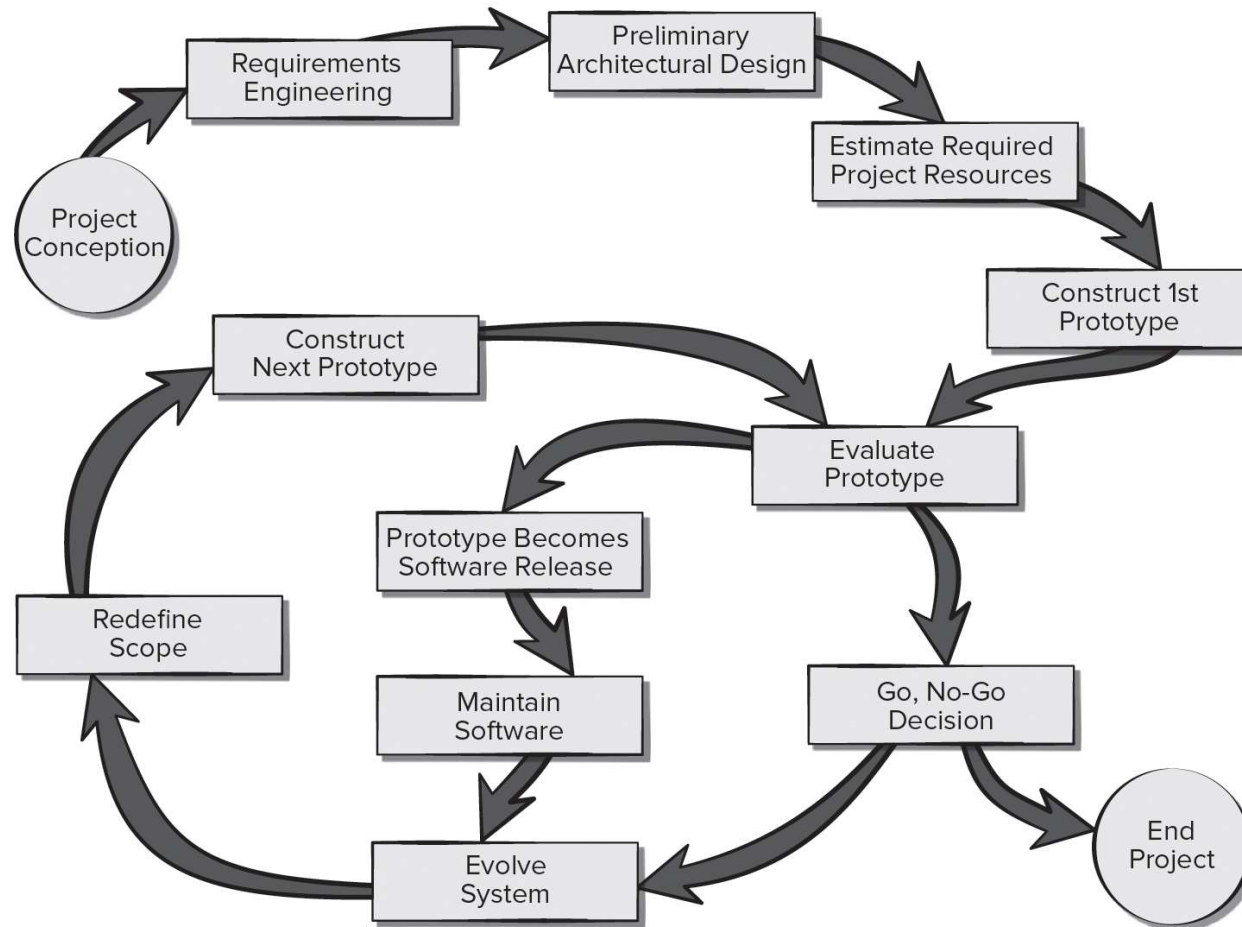 Project
Conception
Requirements
Engineering
Preliminary
Architectural Design
Estimate Required
Project Resources
Construct 1st
Prototype
Construct
Next Prototype
Evaluate
Prototype
Prototype Becomes
Software Release
Redefine
Scope
Maintain
Software
Go, No-Go
Decision
Evolve
System
End
Project